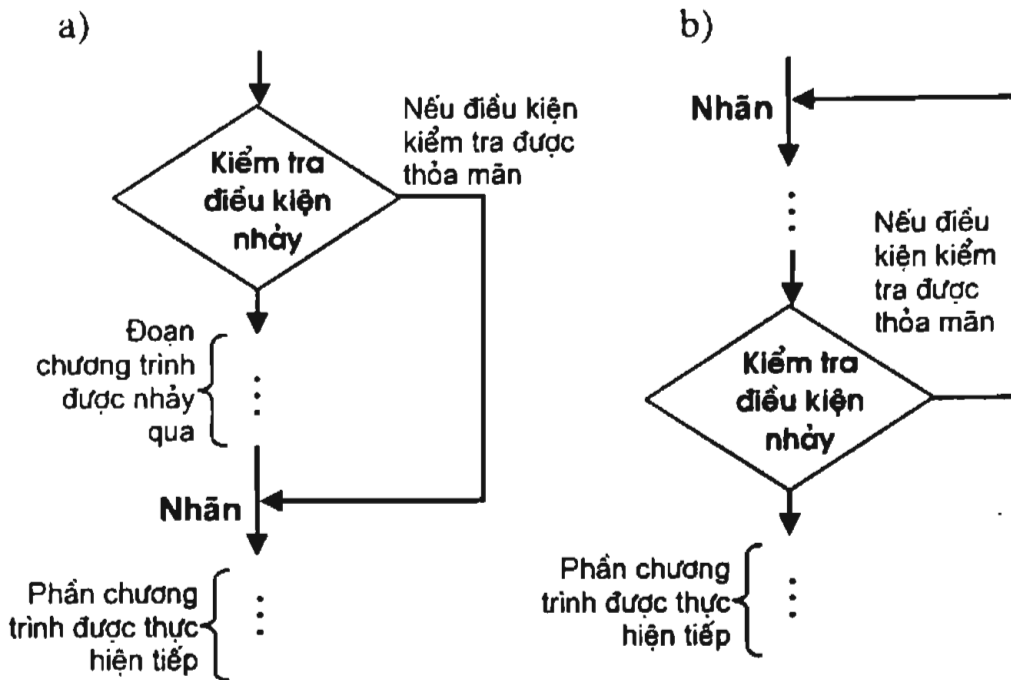 a)
Nếu điều kiện
kiểm tra được
thỏa mãn
Kiểm tra
điều kiện
nhảy
Đoạn
chương trình
được nhảy
qua
Nhãn
Phần chương
trình được thực
hiện tiếp
b)
Nhãn
Nếu điều
kiện kiểm
tra được
thỏa mãn
Kiểm tra
điều kiện
nhảy
Phần chương
trình được thực
hiện tiếp